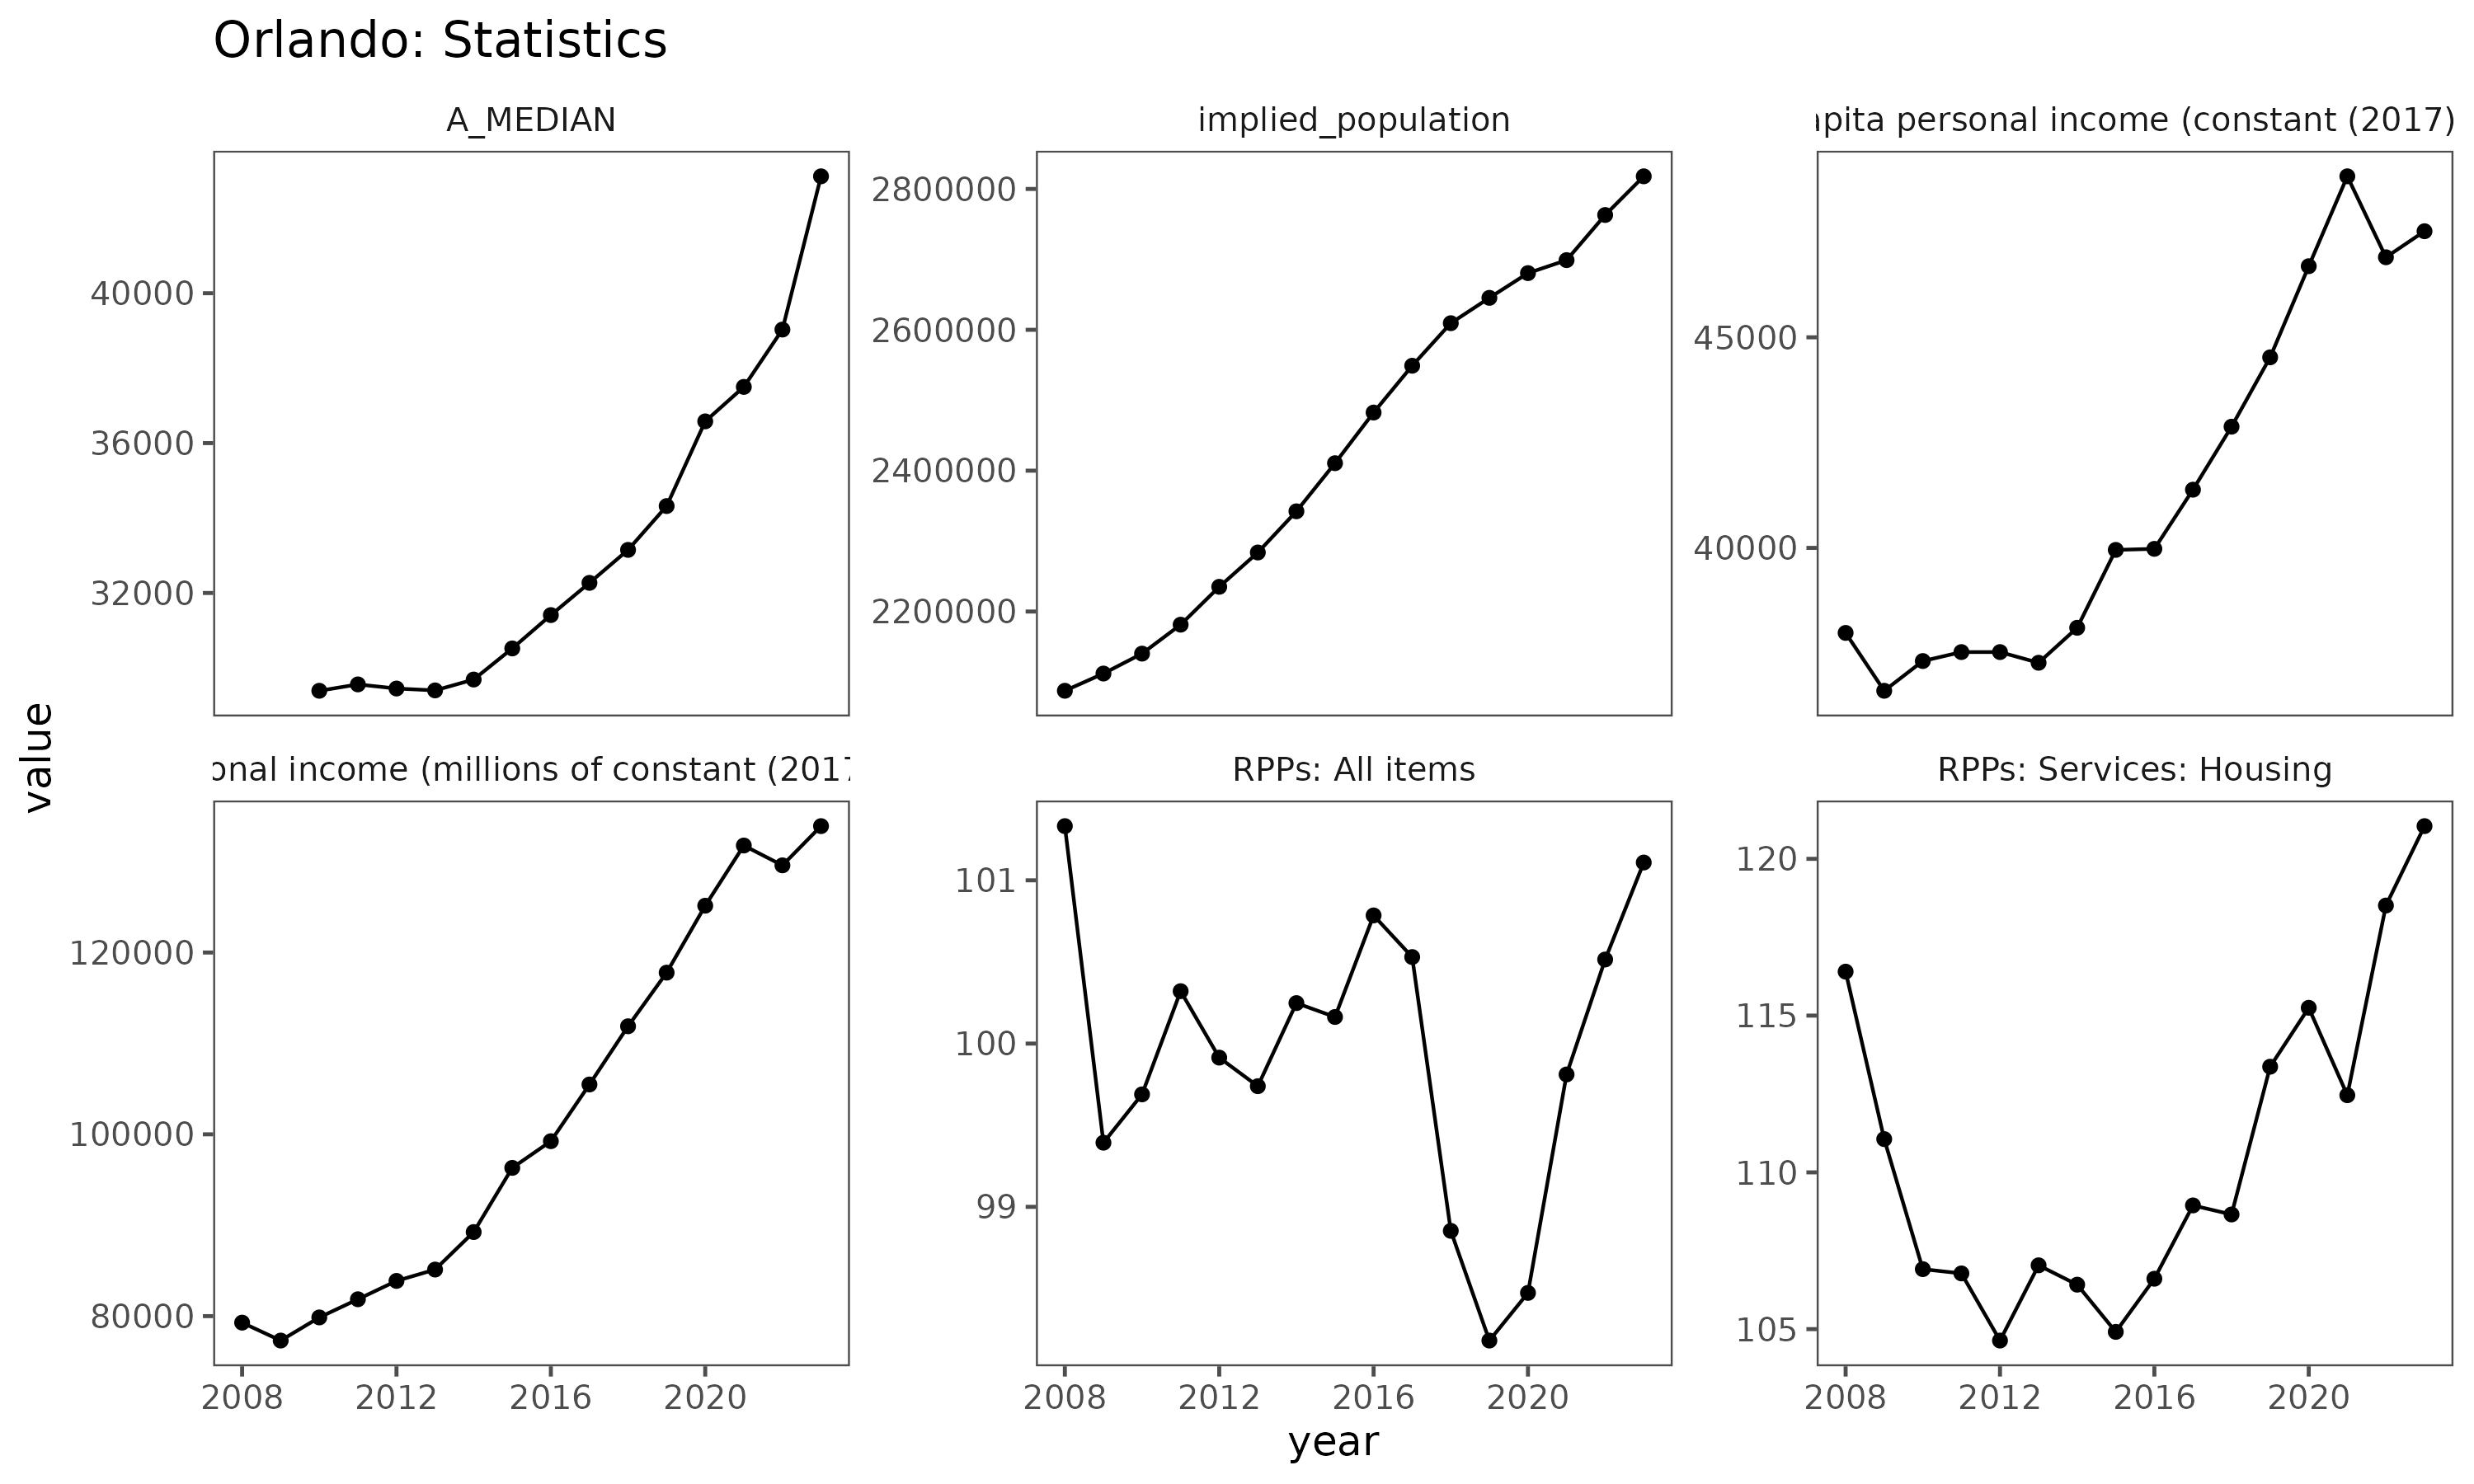 Orlando: Statistics
A_MEDIAN
implied_population
apita personal income (constant (2017)
40000
36000
32000
2800000
2600000
2400000
2200000
45000
40000
value
onal income (millions of constant (2017
RPPs: All items
RPPs: Services: Housing
120000
100000
80000
101
100
99
120
115
110
105
2008 2012 2016 2020
2008 2012 2016 2020
2008 2012 2016 2020
year